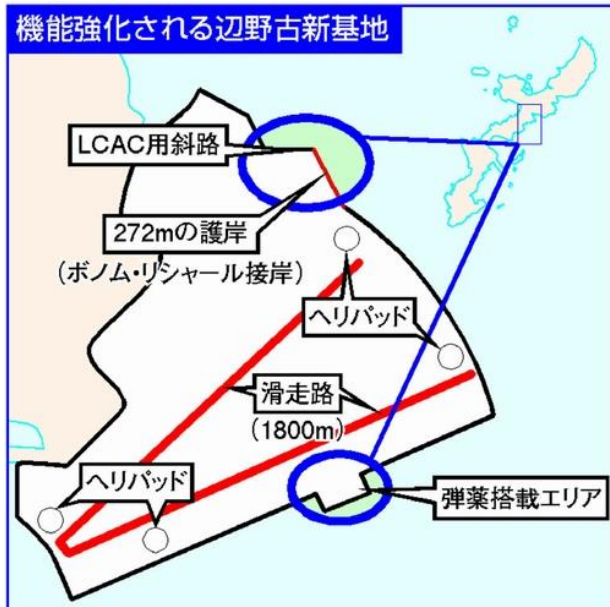 機能強化される辺野古新基地
LCAC用斜路
272mの護岸
(ボノム・リシャール接岸)
ヘリパッド
滑走路
(1800m)
ヘリパッド
弾薬搭載エリア